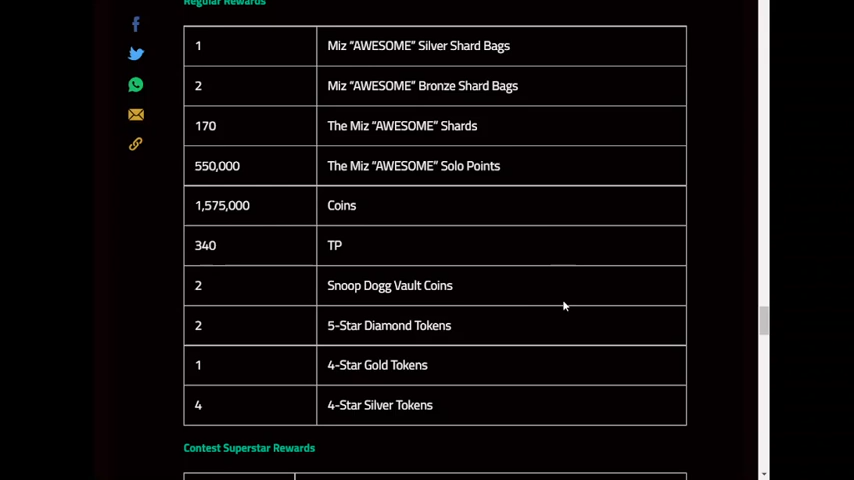 Regular Rewards
1 Miz “AWESOME” Silver Shard Bags
2 Miz “AWESOME” Bronze Shard Bags
170 The Miz “AWESOME” Shards
550,000 The Miz “AWESOME” Solo Points
1,575,000 Coins
340 TP
2 Snoop Dogg Vault Coins
2 5-Star Diamond Tokens
1 4-Star Gold Tokens
4 4-Star Silver Tokens
Contest Superstar Rewards